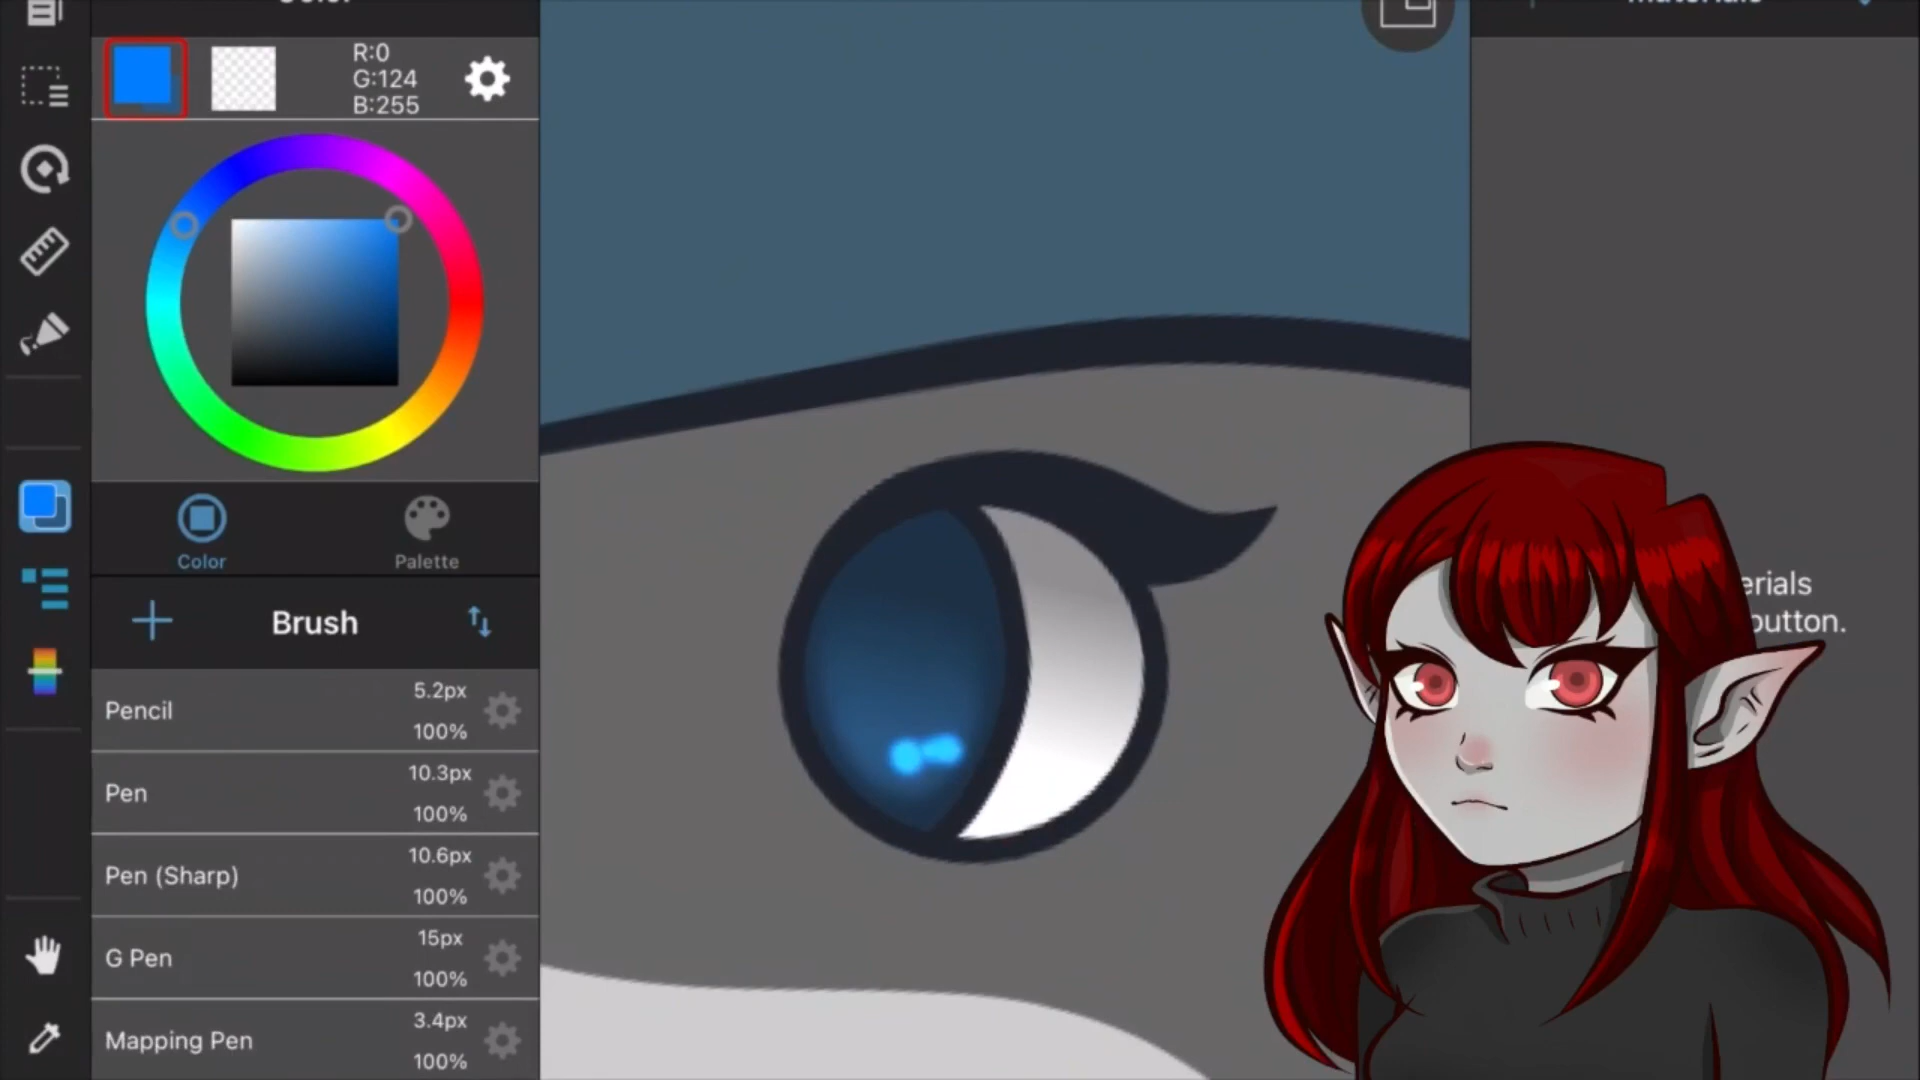 R:0
G:124
B:255
Color
Palette
Brush
Pencil
5.2px
100%
Pen
10.3px
100%
Pen (Sharp)
10.6px
100%
G Pen
15px
100%
Mapping Pen
3.4px
100%
erials
button.